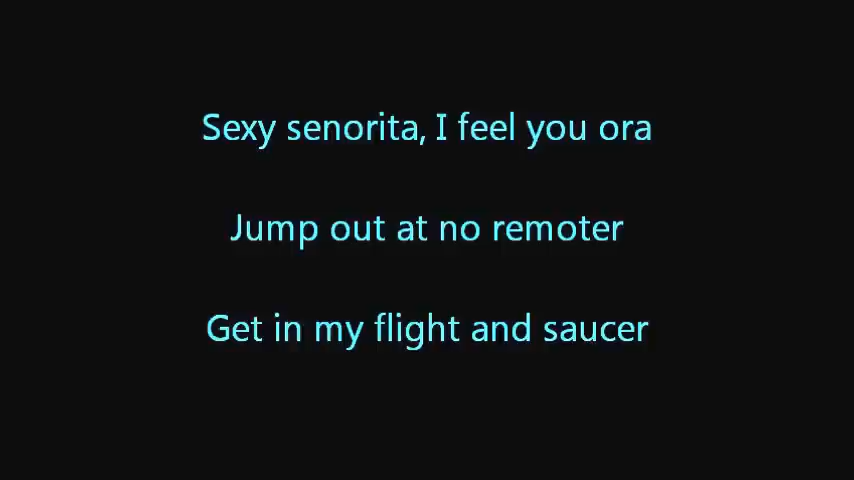 Sexy senorita, I feel you ora
Jump out at no remoter
Get in my flight and saucer